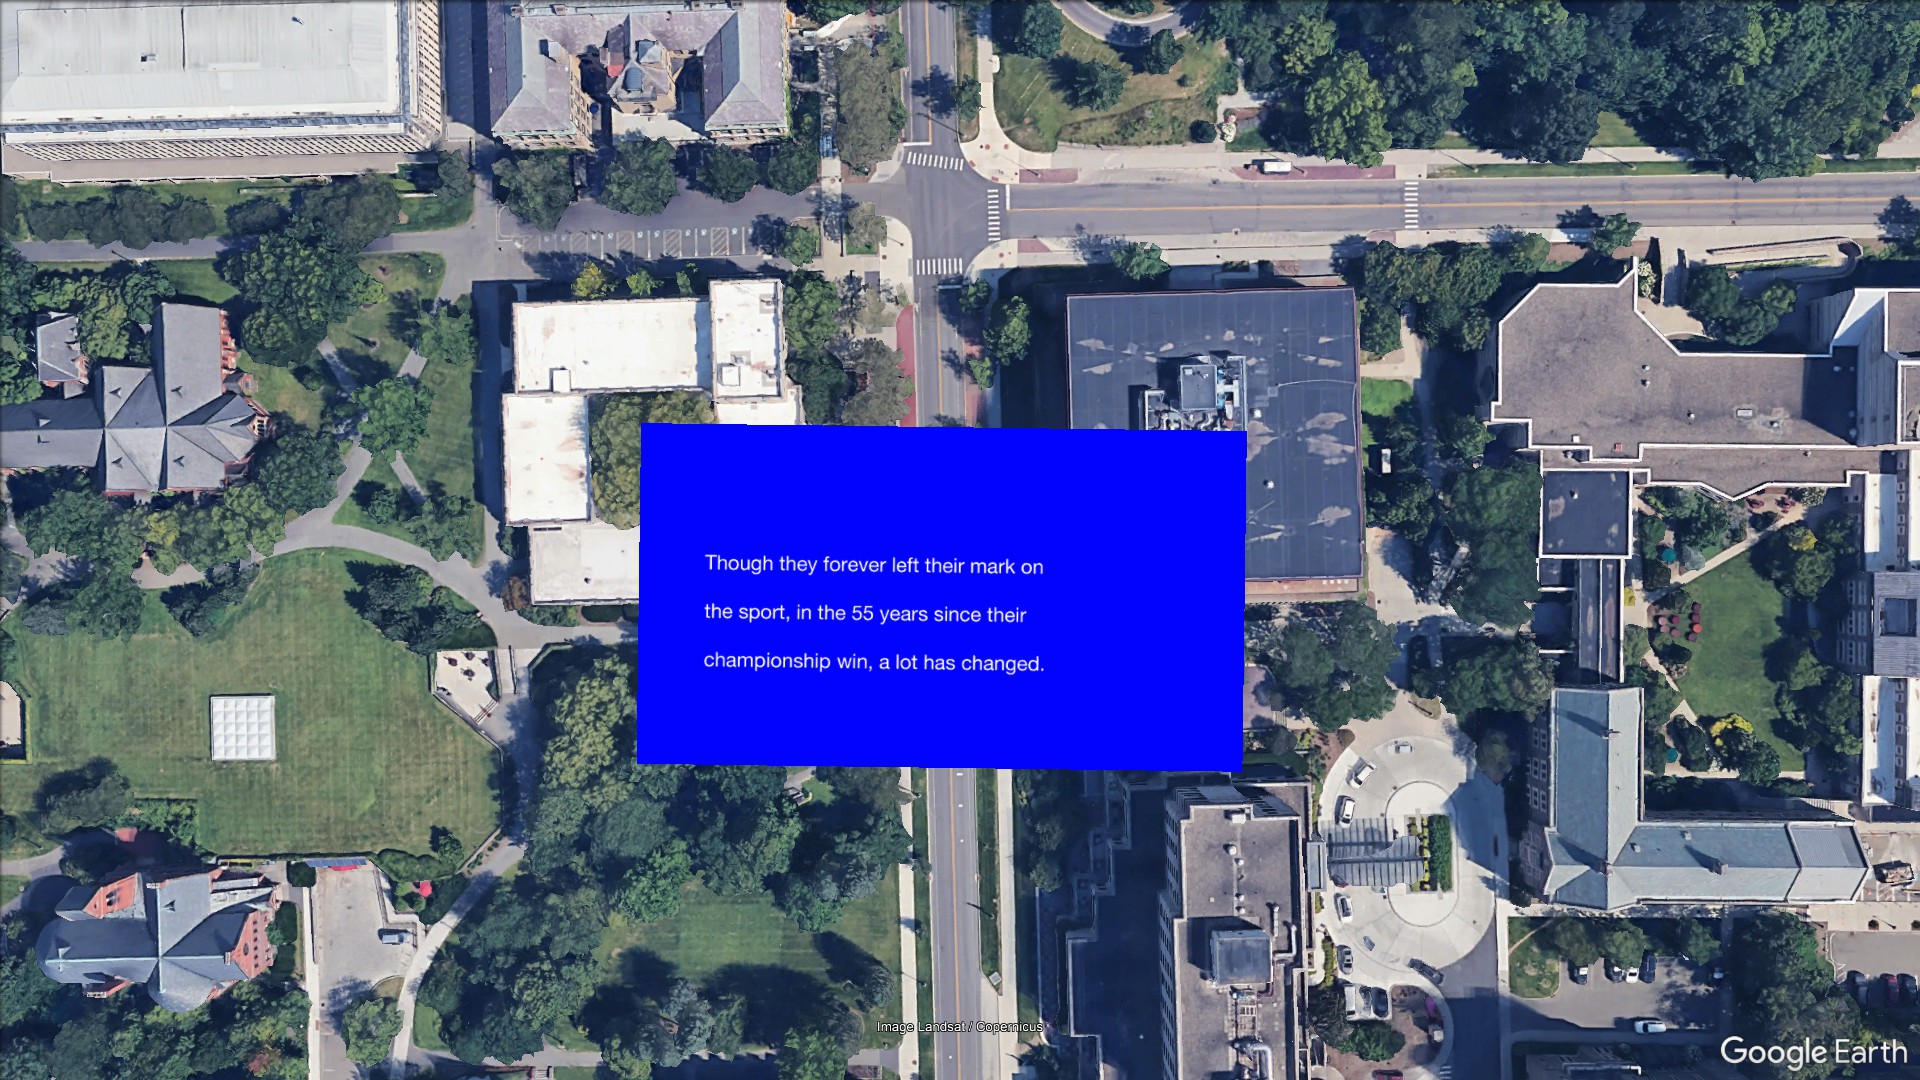 Though they forever left their mark on
the sport, in the 55 years since their
championship win, a lot has changed.
Image Landsat / Copernicus
Google Earth